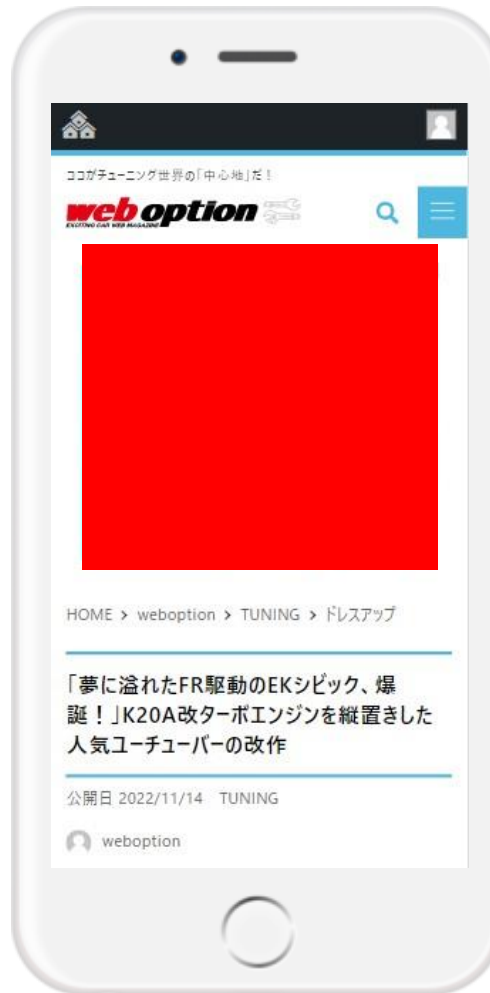 ココがチューニング世界の「中心地」だ！
web option
EXCITING CAR WEB MAGAZINE
HOME > weboption > TUNING > ドレスアップ
「夢に溢れたFR駆動のEKシビック、爆
誕！」K20A改ターボエンジンを縦置きした
人気ユーチューバーの改作
公開日 2022/11/14 TUNING
weboption